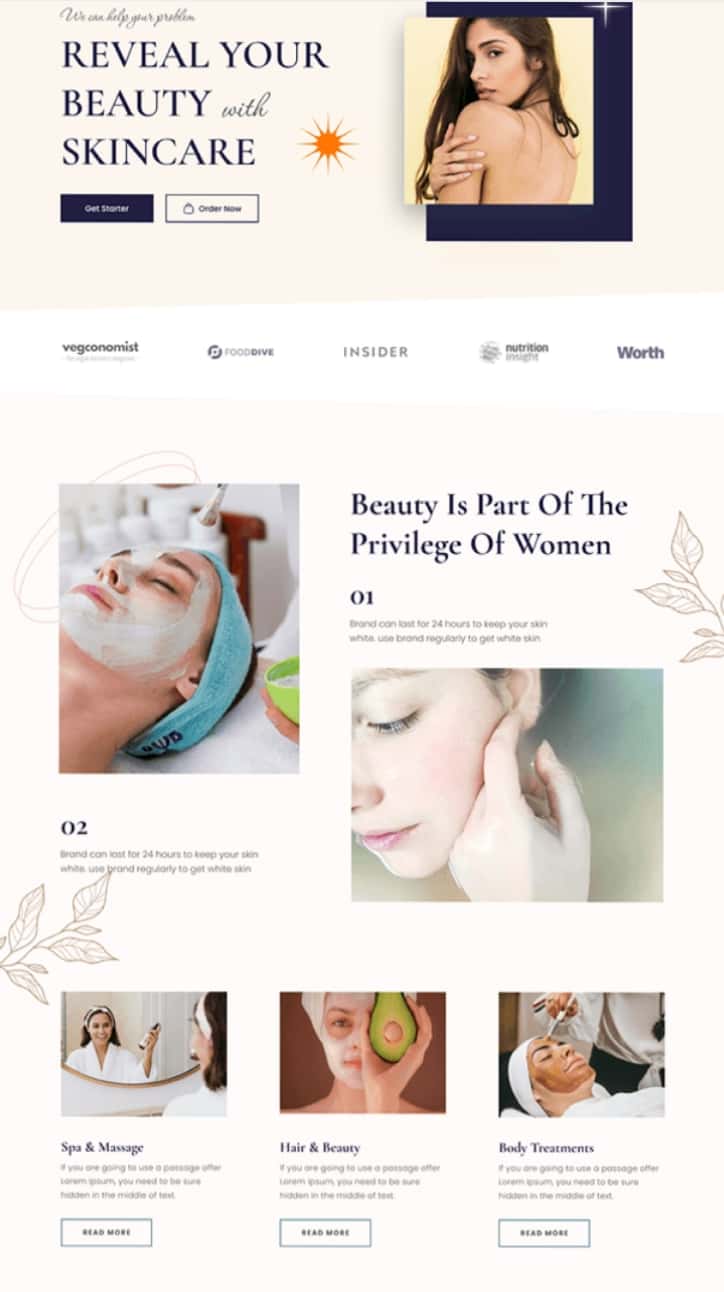 We can help your problem
REVEAL YOUR
BEAUTY with
SKINCARE
Get Starter
Order Now
vegconomist
FOODDIVE
INSIDER
nutrition
insight
Worth
Beauty Is Part Of The
Privilege Of Women
01
Brand can last for 24 hours to keep your skin
white. use brand regularly to get white skin
02
Brand can last for 24 hours to keep your skin
white. use brand regularly to get white skin
Spa & Massage
If you are going to use a passage offer
Lorem Ipsum, you need to be sure
hidden in the middle of text.
READ MORE
Hair & Beauty
If you are going to use a passage offer
Lorem Ipsum, you need to be sure
hidden in the middle of text.
READ MORE
Body Treatments
If you are going to use a passage offer
Lorem Ipsum, you need to be sure
hidden in the middle of text.
READ MORE